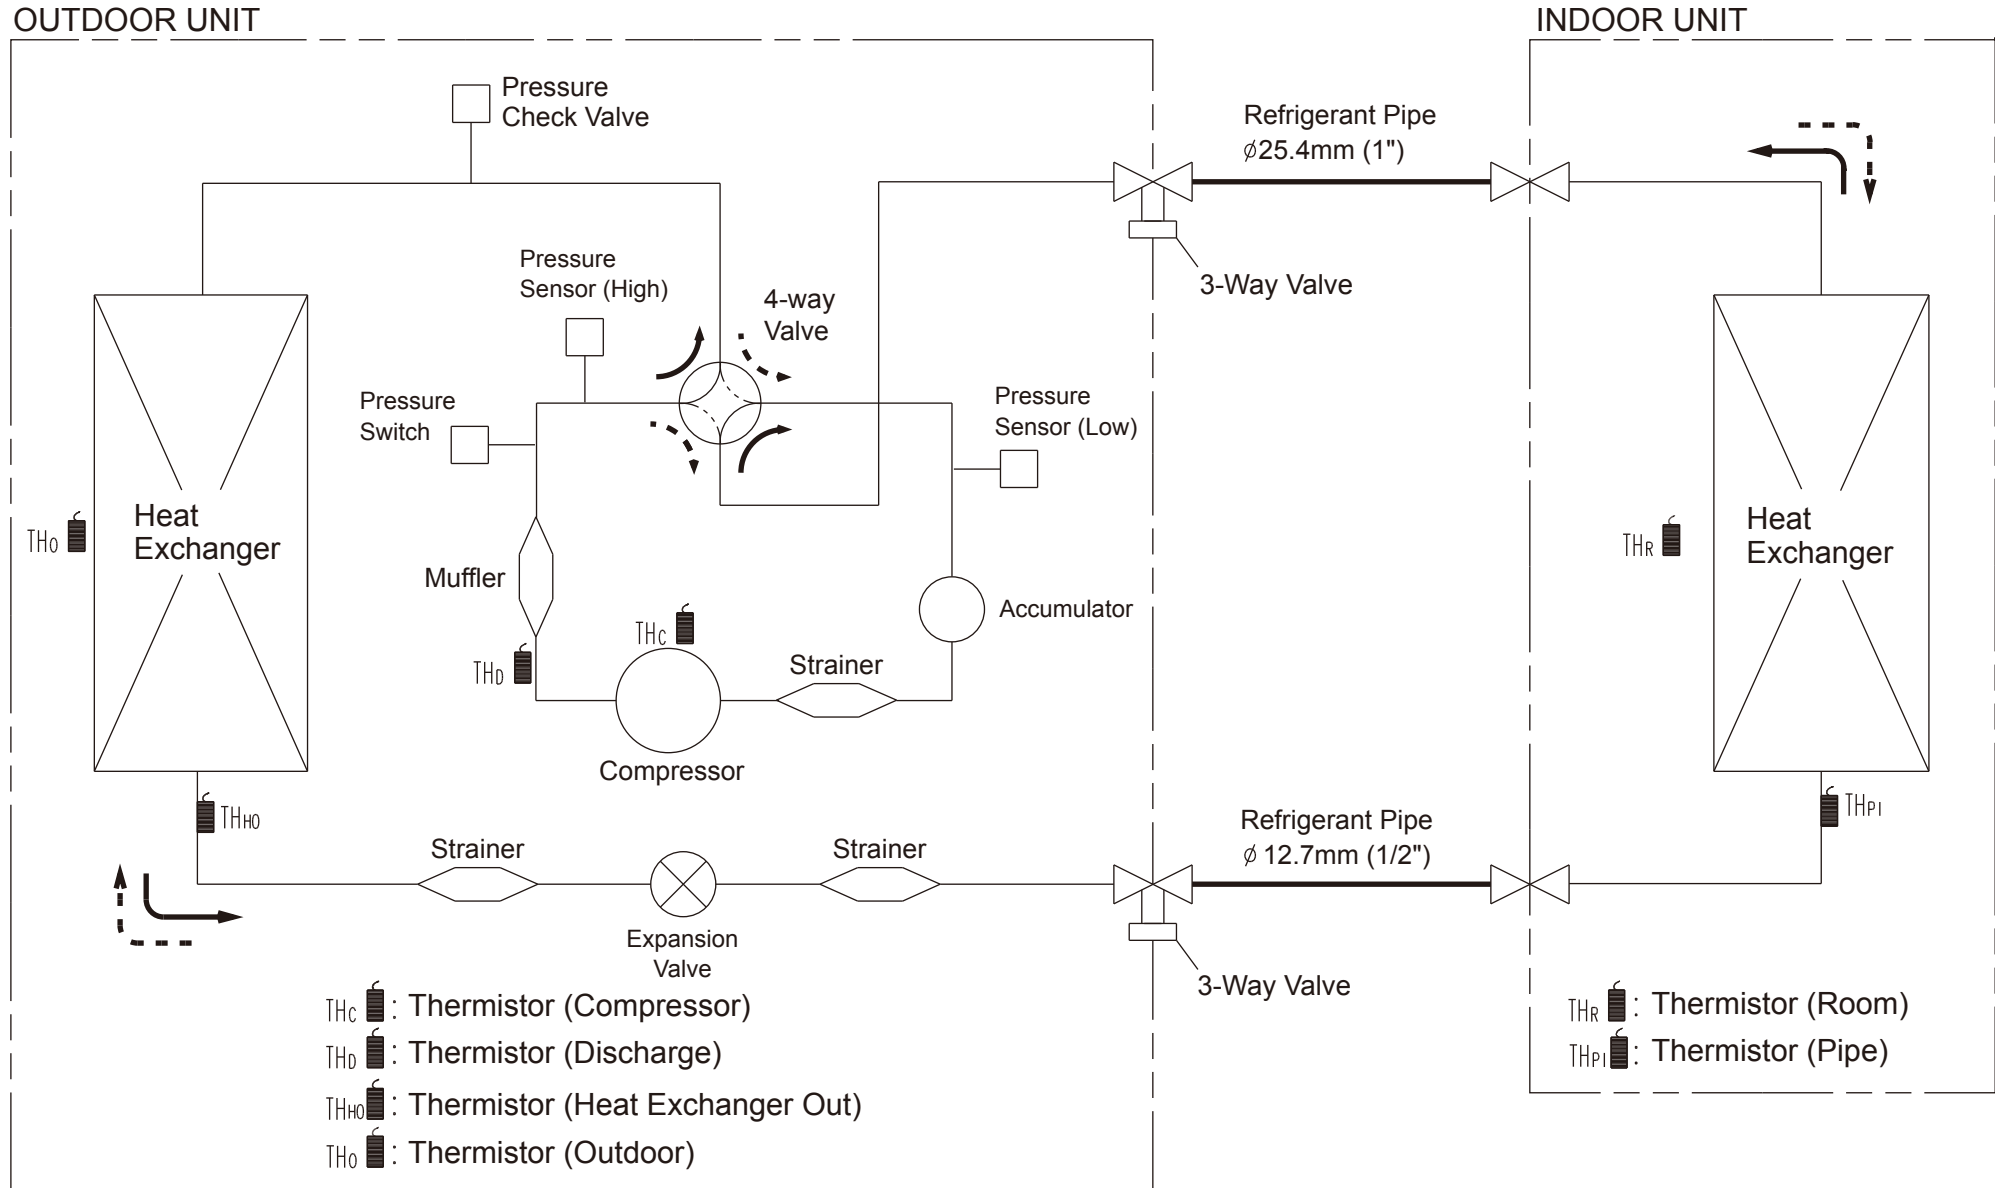 OUTDOOR UNIT
INDOOR UNIT
Pressure
Check Valve
Refrigerant Pipe
⌀25.4mm (1")
Pressure
Sensor (High)
4-way
Valve
3-Way Valve
Pressure
Switch
Pressure
Sensor (Low)
THO
Heat
Exchanger
THR
Heat
Exchanger
Muffler
THC
Accumulator
THD
Strainer
Compressor
THHO
THPI
Strainer
Strainer
Refrigerant Pipe
⌀ 12.7mm (1/2")
Expansion
Valve
3-Way Valve
THC : Thermistor (Compressor)
THD : Thermistor (Discharge)
THHO : Thermistor (Heat Exchanger Out)
THO : Thermistor (Outdoor)
THR : Thermistor (Room)
THPI : Thermistor (Pipe)